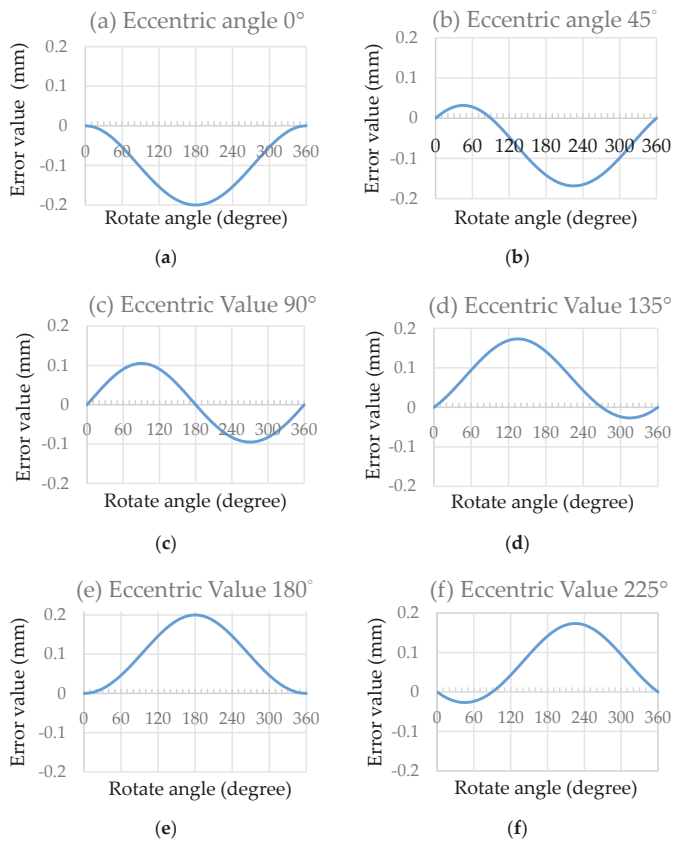 (a) Eccentric angle 0°
0.2
0.1
0
-0.1
-0.2
0 60 120 180 240 300 360
Error value (mm)
Rotate angle (degree)
(a)
(b) Eccentric angle 45°
0.2
0.1
0
-0.1
-0.2
0 60 120 180 240 300 360
Error value (mm)
Rotate angle (degree)
(b)
(c) Eccentric Value 90°
0.2
0.1
0
-0.1
-0.2
0 60 120 180 240 300 360
Error value (mm)
Rotate angle (degree)
(c)
(d) Eccentric Value 135°
0.2
0.1
0
-0.1
-0.2
0 60 120 180 240 300 360
Error value (mm)
Rotate angle (degree)
(d)
(e) Eccentric Value 180°
0.2
0.1
0
-0.1
-0.2
0 60 120 180 240 300 360
Error value (mm)
Rotate angle (degree)
(e)
(f) Eccentric Value 225°
0.2
0.1
0
-0.1
-0.2
0 60 120 180 240 300 360
Error value (mm)
Rotate angle (degree)
(f)